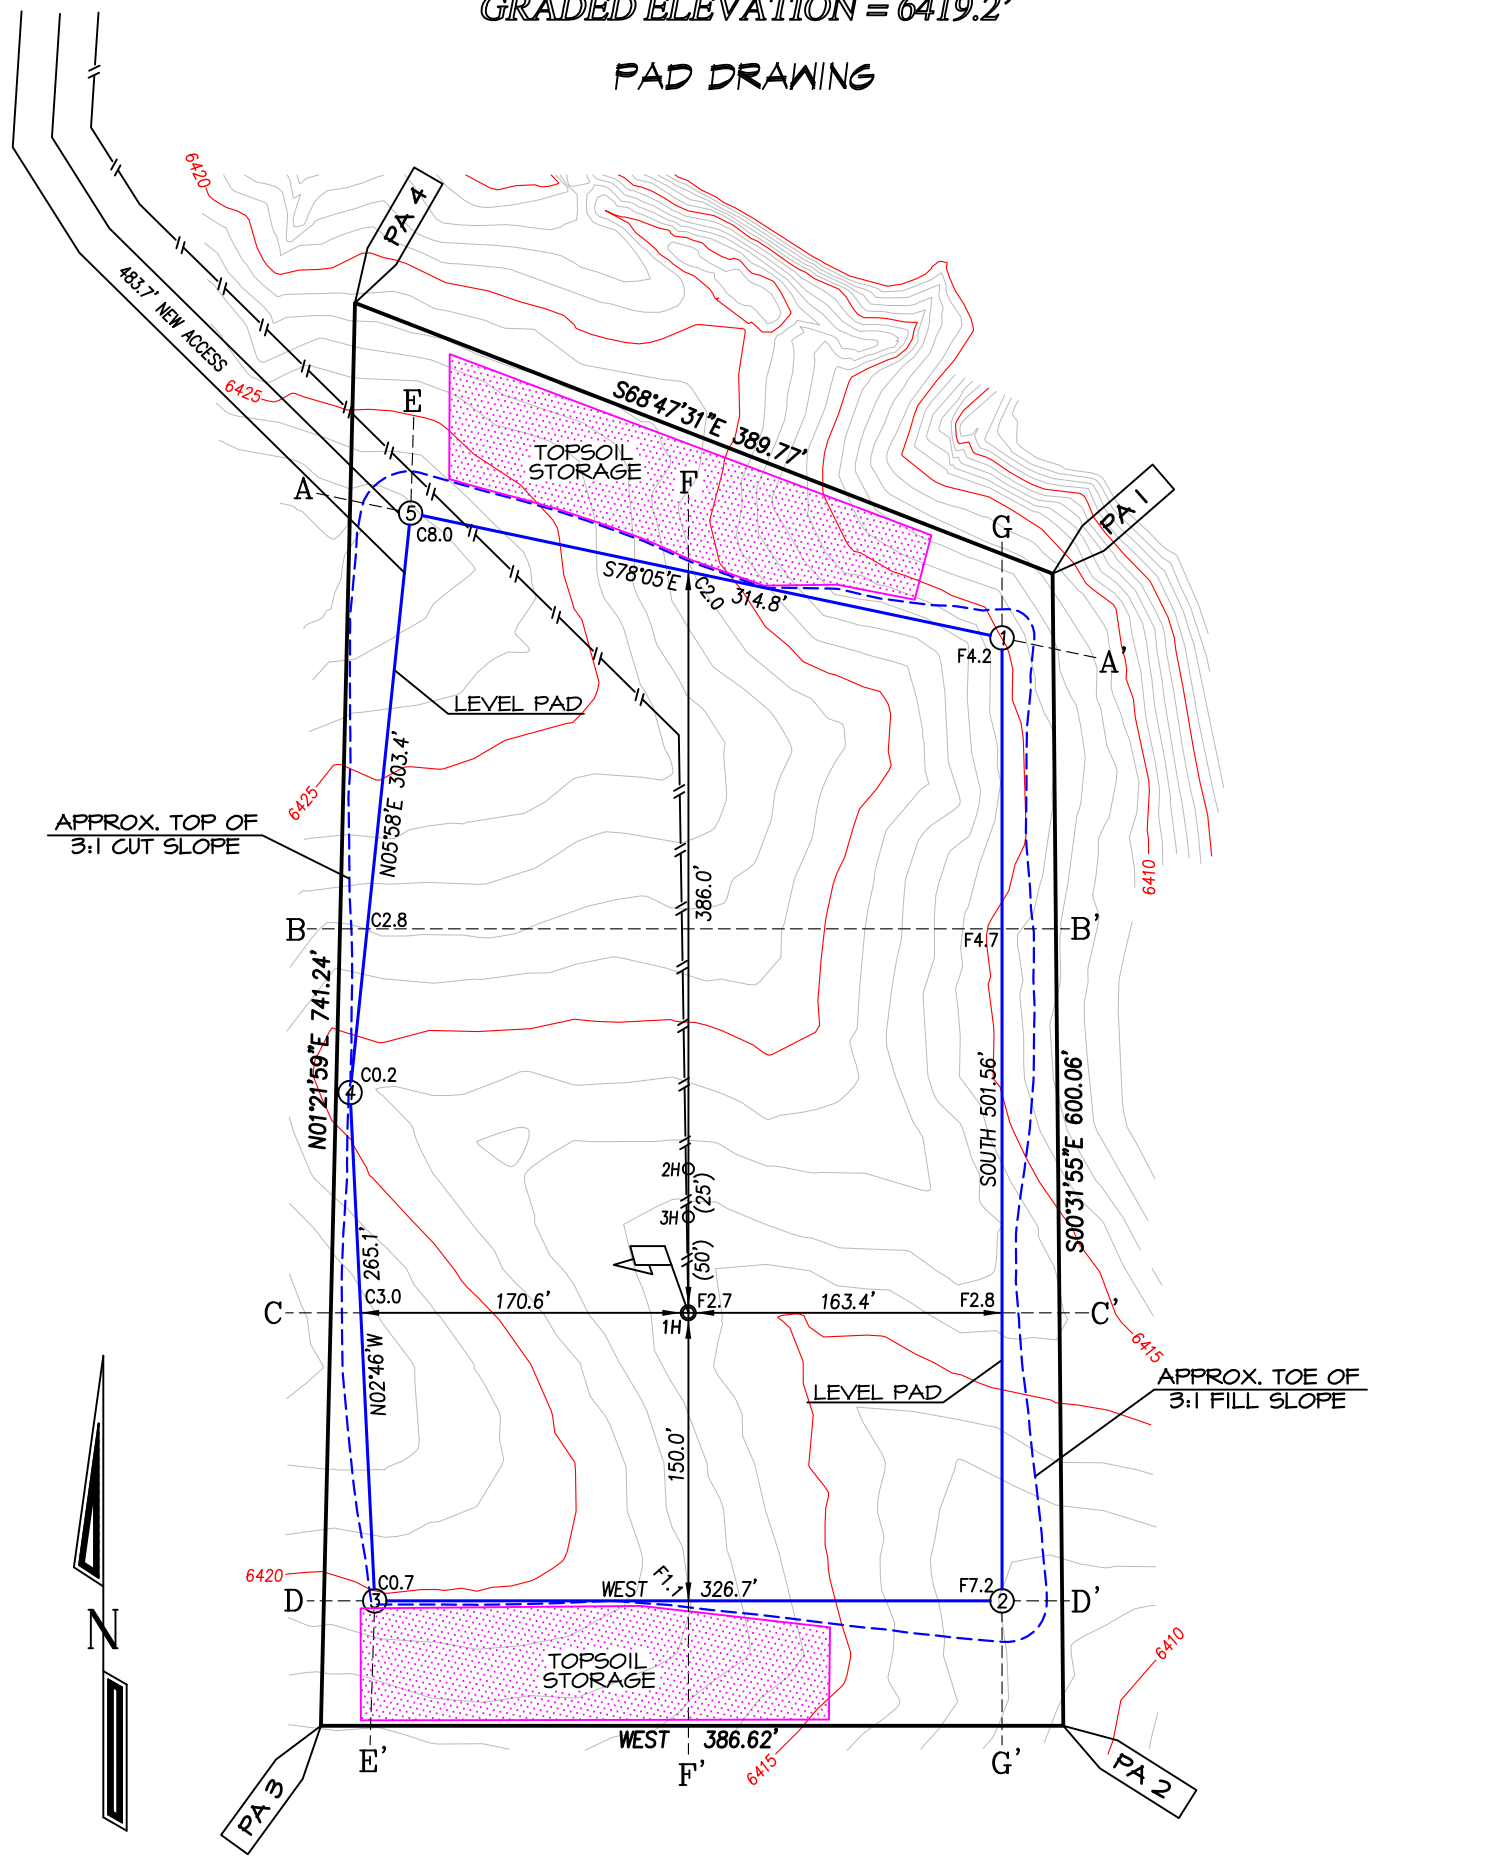 GRADED ELEVATION = 6419.2'
PAD DRAWING
6420
PA 4
483.7' NEW ACCESS
6425
E
S68°47'31"E 389.77'
TOPSOIL
STORAGE
F
A
5
C8.0
PA 1
G
S78°05'E
C2.0
314.8'
1
F4.2
A'
LEVEL PAD
N05°58'E 303.4'
6425
APPROX. TOP OF
3:1 CUT SLOPE
386.0'
6410
B
C2.8
F4.7
B'
N01°21'59"E 741.24'
4
C0.2
SOUTH 501.56'
S00°31'55"E 600.06'
2H
(25')
3H
(50')
265.1'
C
C3.0
170.6'
F2.7
1H
163.4'
F2.8
C'
6415
N02°46'W
LEVEL PAD
APPROX. TOE OF
3:1 FILL SLOPE
150.0'
6420
C0.7
D
3
WEST
F1.1
326.7'
F7.2
2
D'
N
TOPSOIL
STORAGE
6410
WEST 386.62'
E'
F'
6415
G'
PA 3
PA 2